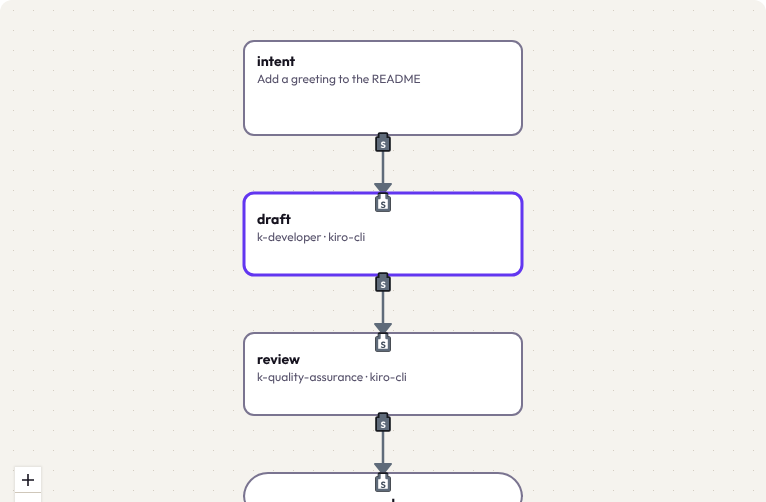 intent
Add a greeting to the README
s
s
draft
k-developer · kiro-cli
s
s
review
k-quality-assurance · kiro-cli
s
s
+